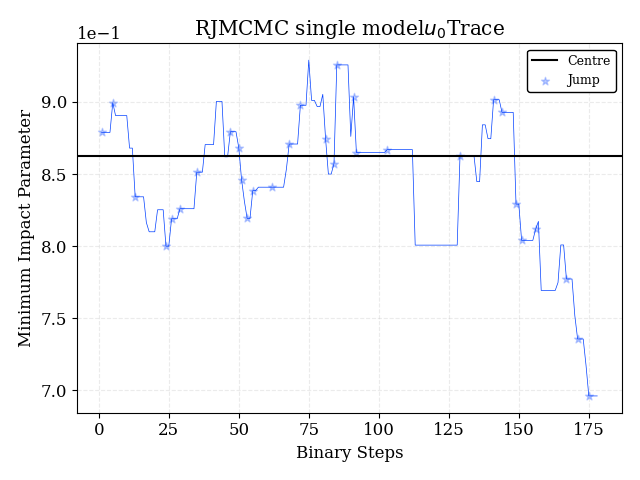 RJMCMC single modelu₀Trace
1e−1
Centre
Jump
9.0
8.5
8.0
7.5
7.0
Minimum Impact Parameter
0 25 50 75 100 125 150 175
Binary Steps